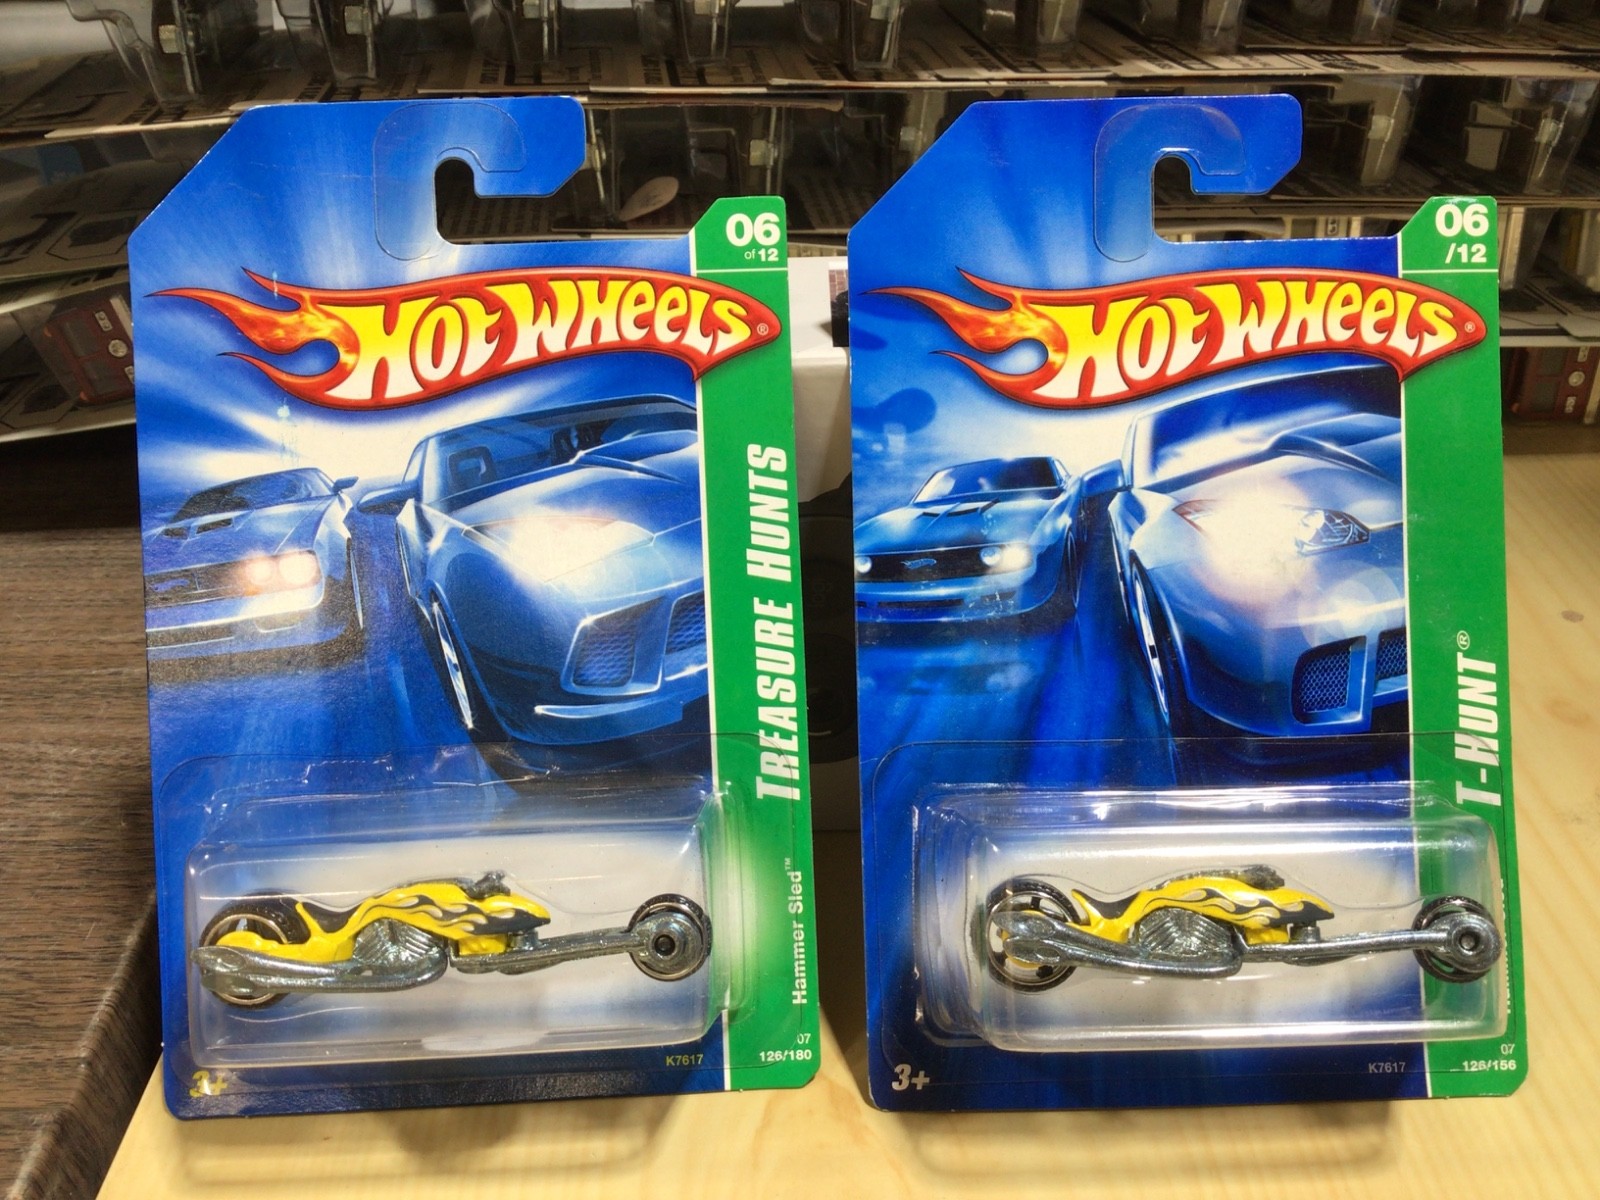 06
of 12
HOT WHEELS®
TREASURE HUNTS
Hammer Sled™
07
K7617
126/180
3+
06
/12
HOT WHEELS®
T-HUNT®
07
K7617
126/156
3+